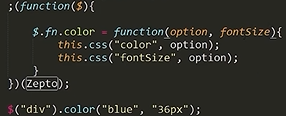 ;(function($){
$.fn.color = function(option, fontSize){
this.css("color", option);
this.css("fontSize", option);
}
})(Zepto);
$("div").color("blue", "36px");